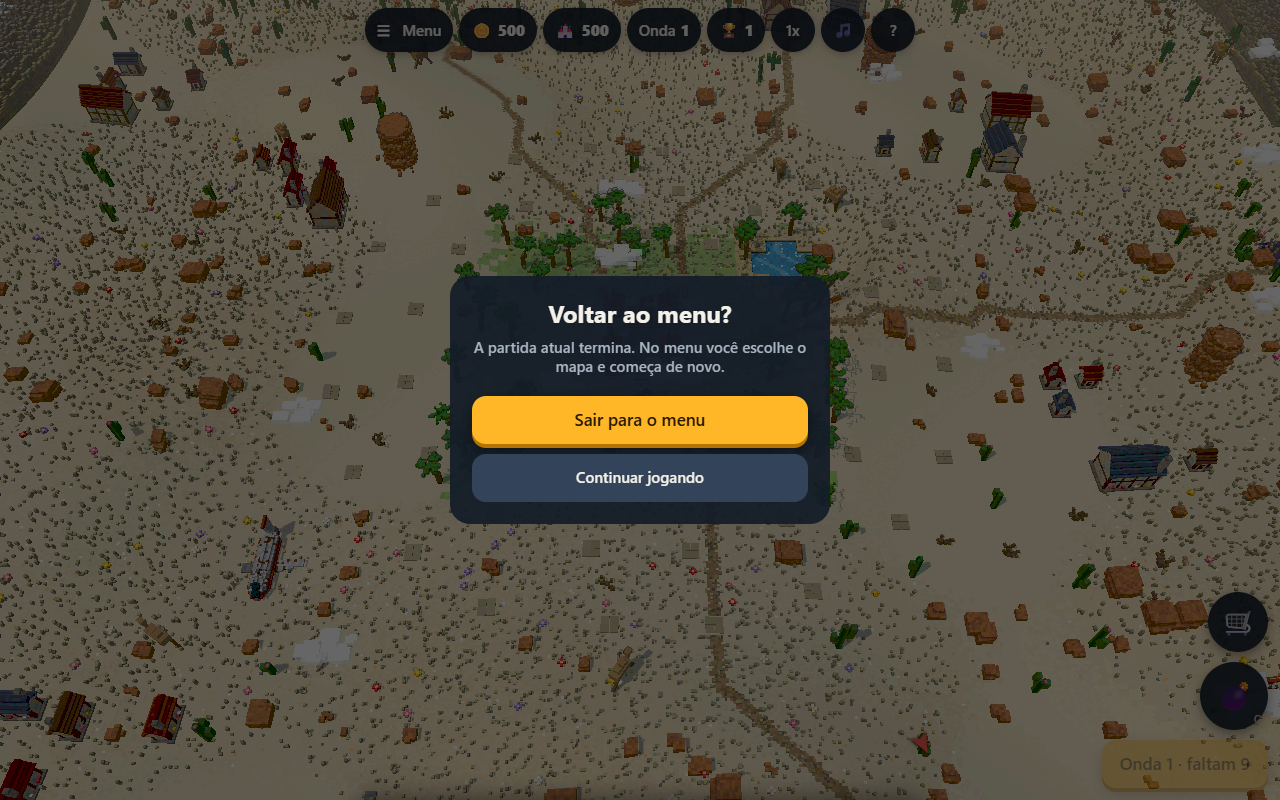 Menu
500
500
Onda 1
1
1x
?
Voltar ao menu?
A partida atual termina. No menu você escolhe o
mapa e começa de novo.
Sair para o menu
Continuar jogando
Onda 1 · faltam 9